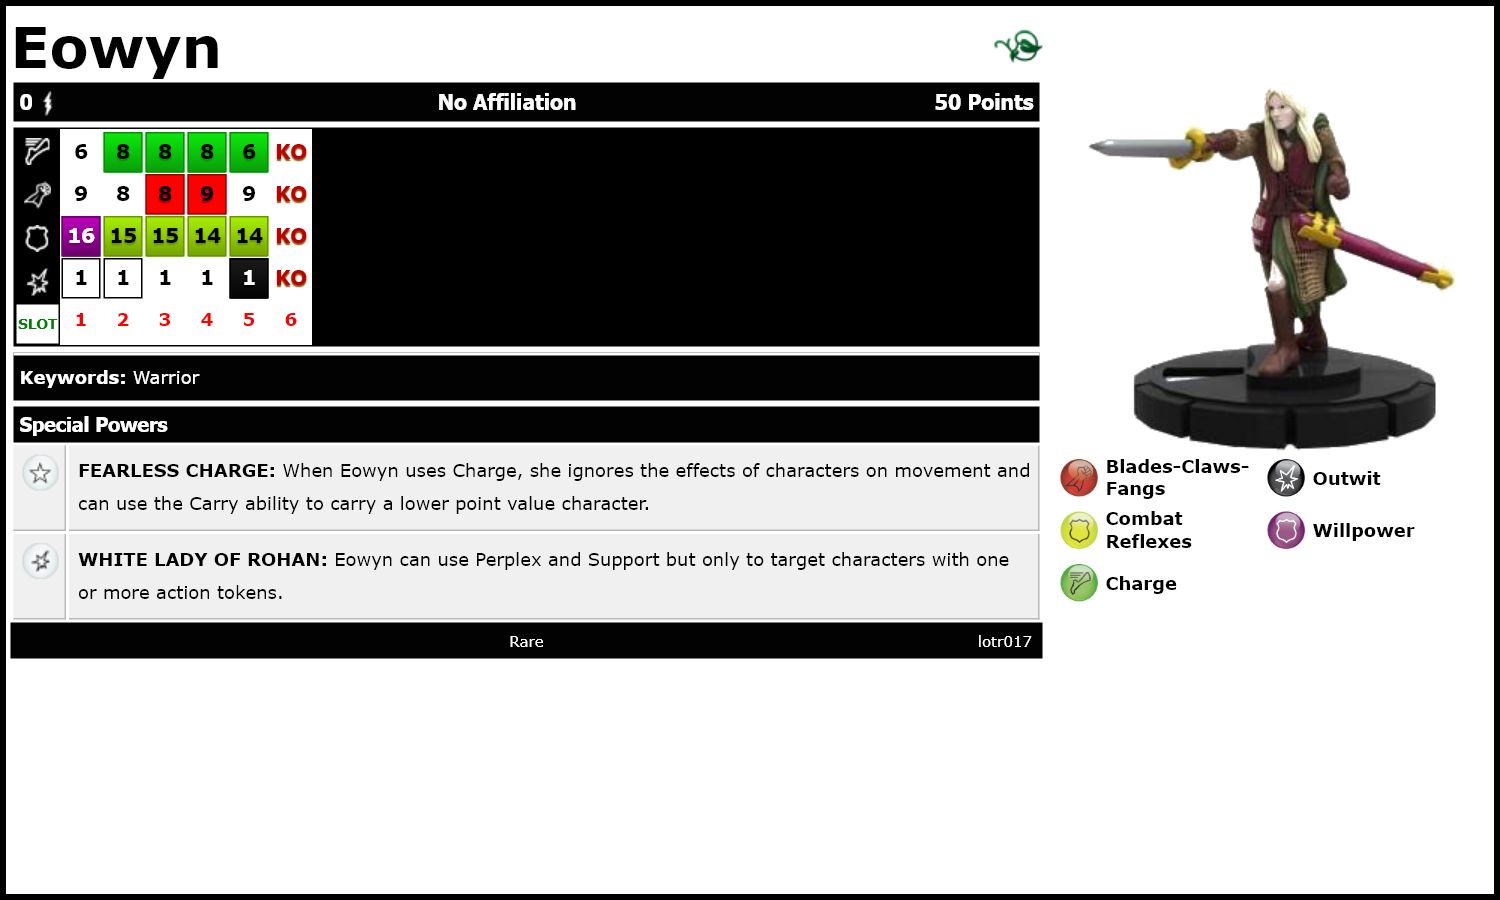 Eowyn
0 No Affiliation 50 Points
6 8 8 8 6 KO
9 8 8 9 9 KO
16 15 15 14 14 KO
1 1 1 1 1 KO
SLOT 1 2 3 4 5 6
Keywords: Warrior
Special Powers
FEARLESS CHARGE: When Eowyn uses Charge, she ignores the effects of characters on movement and
can use the Carry ability to carry a lower point value character.
WHITE LADY OF ROHAN: Eowyn can use Perplex and Support but only to target characters with one
or more action tokens.
Rare lotr017
Blades-Claws-
Fangs
Outwit
Combat
Reflexes
Willpower
Charge